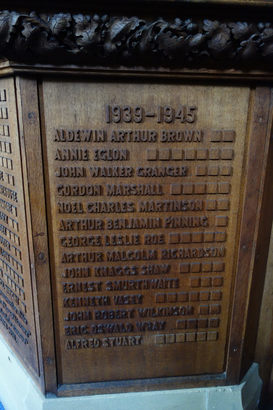 1939-1945
ALDEWIN ARTHUR BROWN
ANNIE EGLON
JOHN WALKER GRANGER
GORDON MARSHALL
NOEL CHARLES MARTINSON
ARTHUR BENJAMIN PINNING
GEORGE LESLIE ROE
ARTHUR MALCOLM RICHARDSON
JOHN KNAGGS SHAW
ERNEST SMURTHWAITE
KENNETH VASEY
JOHN ROBERT WILKINSON
ERIC OSWALD WRAY
ALFRED STUART